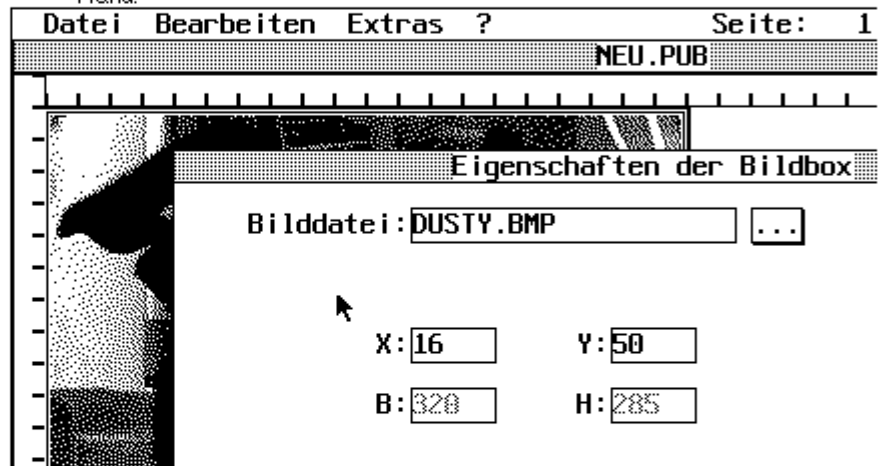 Datei Bearbeiten Extras ? Seite: 1
NEU.PUB
Eigenschaften der Bildbox
Bilddatei: DUSTY.BMP ...
X: 16 Y: 50
B: 320 H: 285